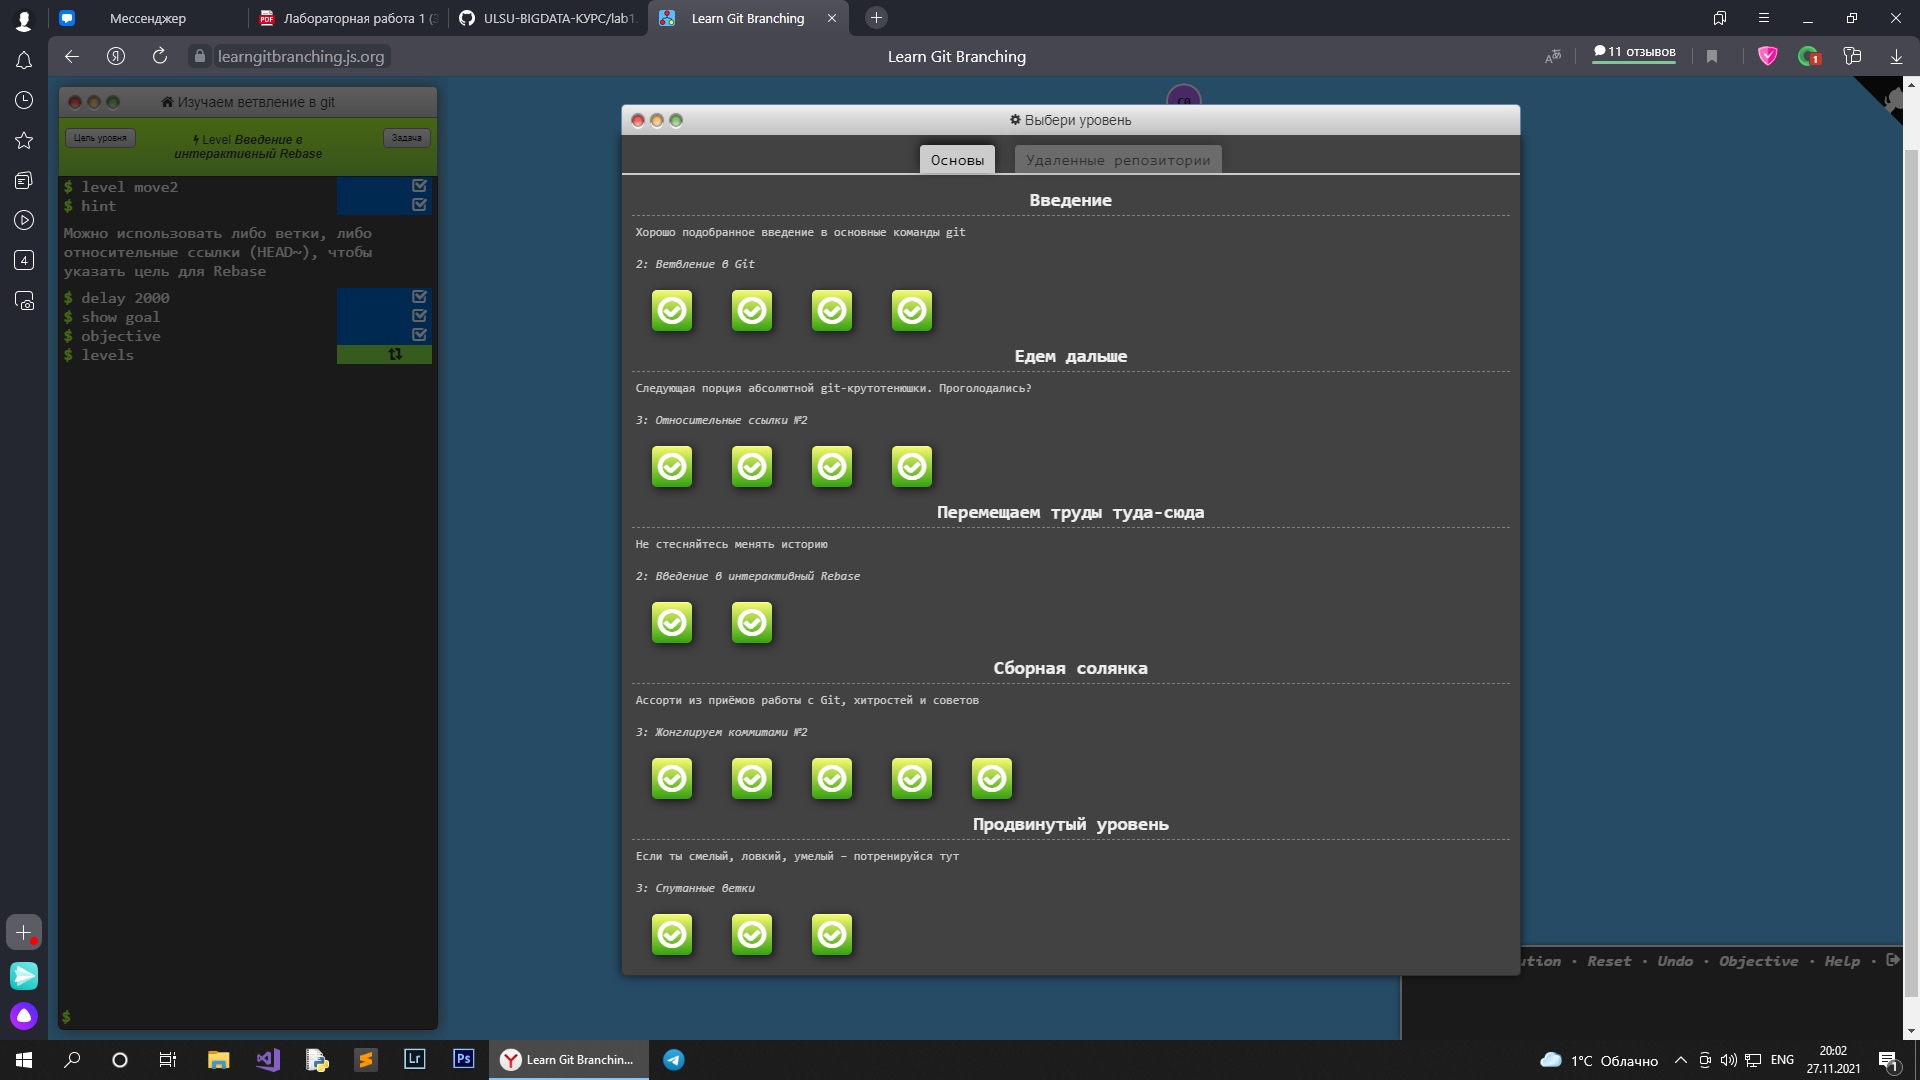 Мессенджер
Лабораторная работа 1 (
ULSU-BIGDATA-КУРС/lab1
Learn Git Branching
learngitbranching.js.org
Learn Git Branching
11 отзывов
1
4
Изучаем ветвление в git
Цель уровня
Level Введение в
интерактивный Rebase
Задача
$ level move2
$ hint
Можно использовать либо ветки, либо
относительные ссылки (HEAD~), чтобы
указать цель для Rebase
$ delay 2000
$ show goal
$ objective
$ levels
$
Выбери уровень
Основы
Удаленные репозитории
Введение
Хорошо подобранное введение в основные команды git
2: Ветвление в Git
Едем дальше
Следующая порция абсолютной git-крутотенюшки. Проголодались?
3: Относительные ссылки №2
Перемещаем труды туда-сюда
Не стесняйтесь менять историю
2: Введение в интерактивный Rebase
Сборная солянка
Ассорти из приёмов работы с Git, хитростей и советов
3: Жонглируем коммитами №2
Продвинутый уровень
Если ты смелый, ловкий, умелый – потренируйся тут
3: Спутанные ветки
ution · Reset · Undo · Objective · Help ·
Lr
Ps
Learn Git Branchin...
1°C Облачно
ENG
20:02
27.11.2021
1